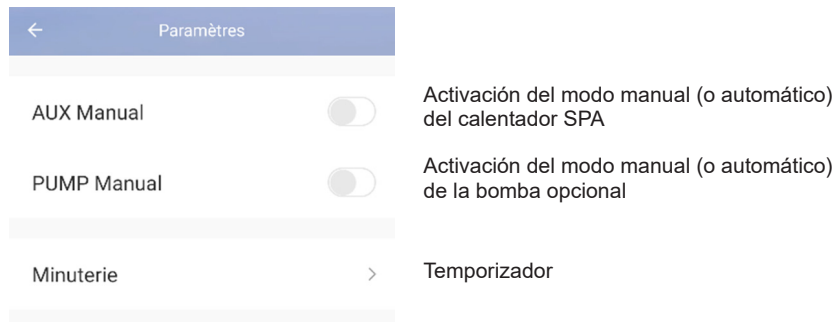 Paramètres
AUX Manual
Activación del modo manual (o automático)
del calentador SPA
PUMP Manual
Activación del modo manual (o automático)
de la bomba opcional
Minuterie
Temporizador